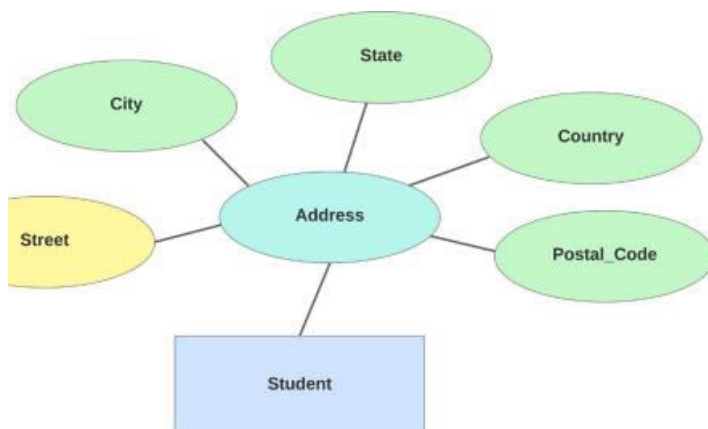 State
City
Country
Address
Street
Postal_Code
Student